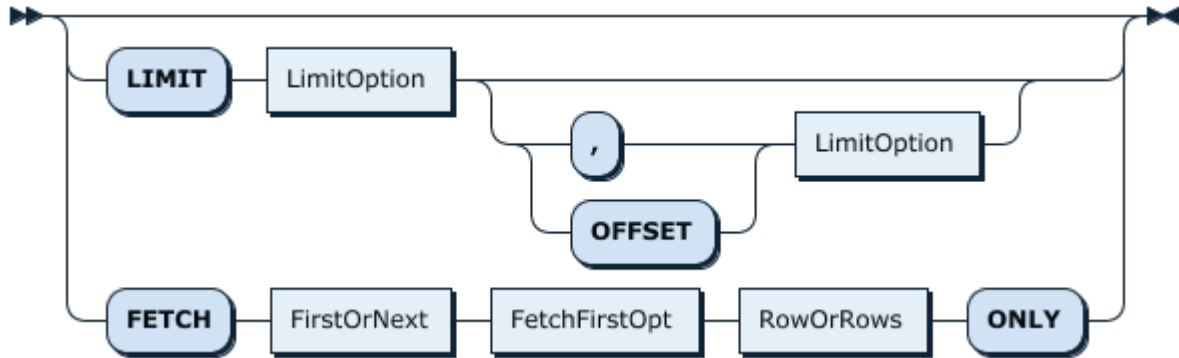 LIMIT LimitOption
, LimitOption
OFFSET
FETCH FirstOrNext FetchFirstOpt RowOrRows ONLY